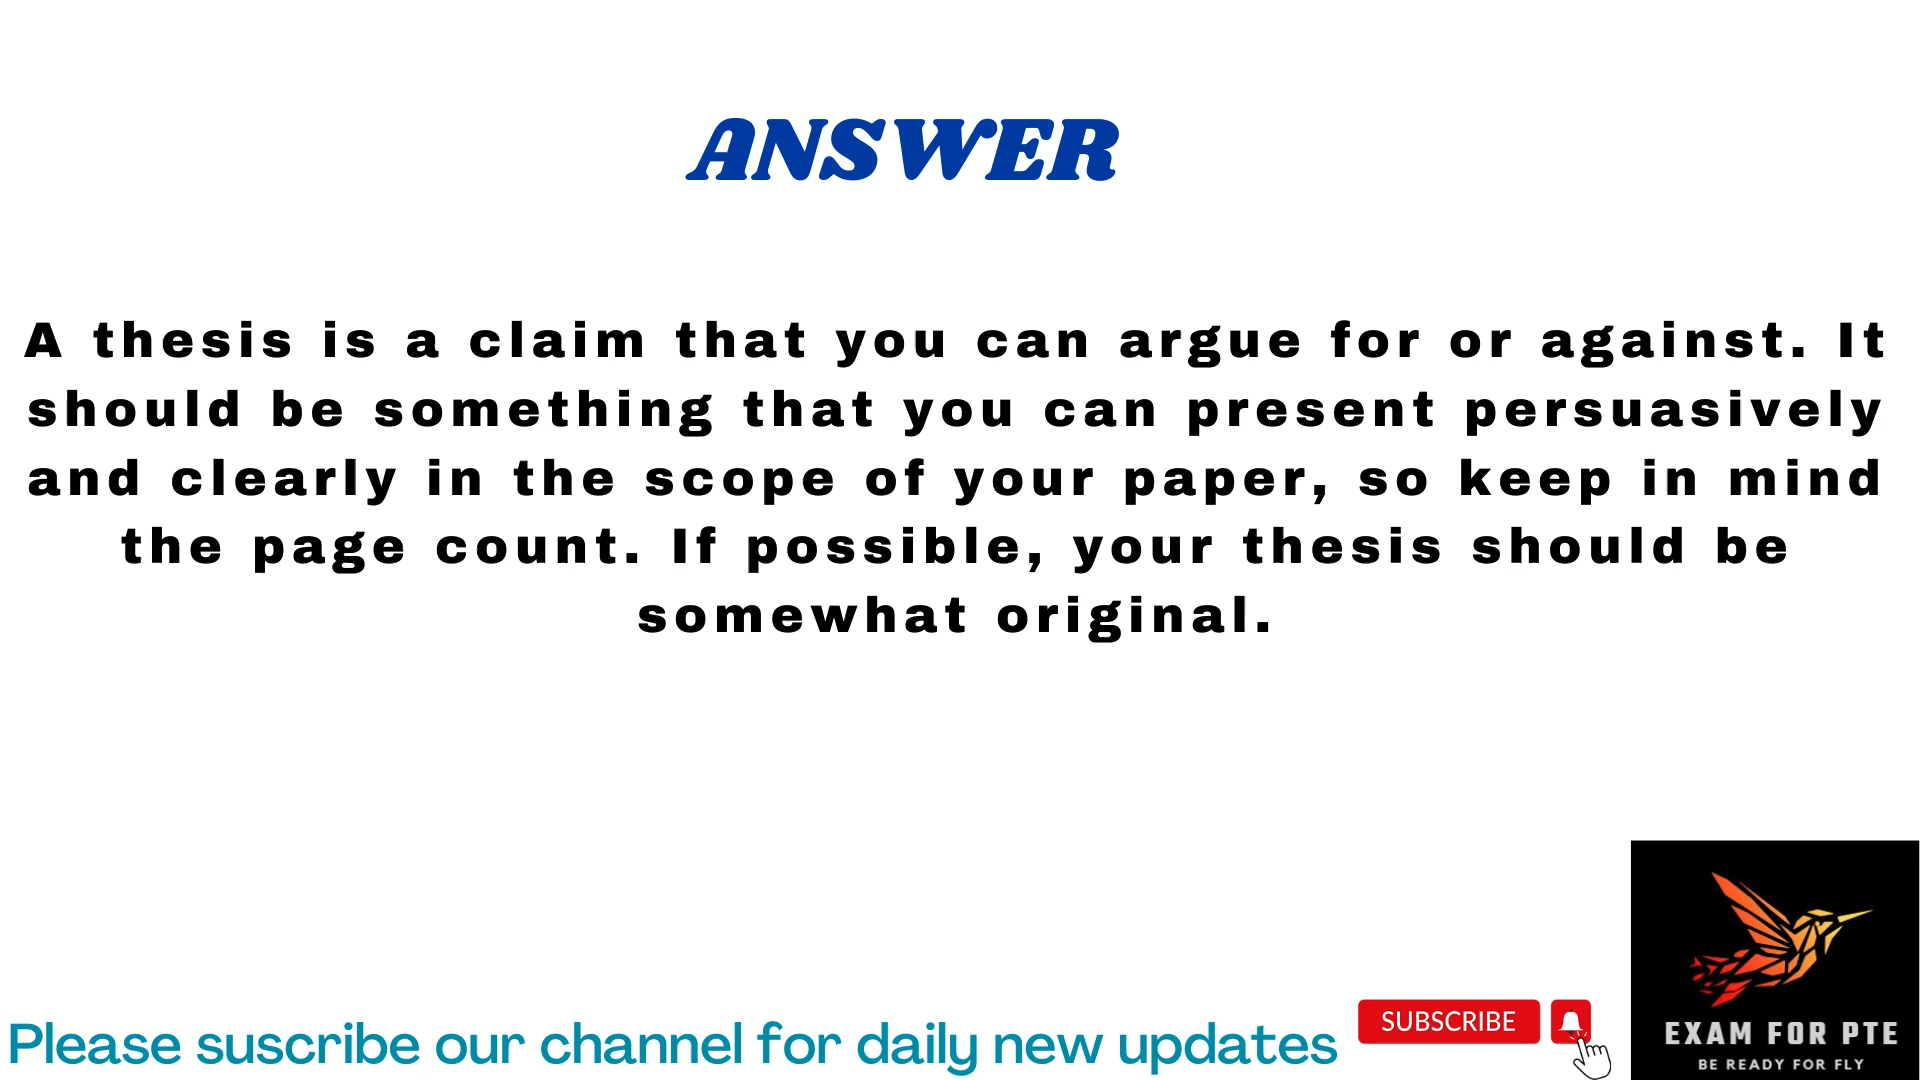 ANSWER
A thesis is a claim that you can argue for or against. It
should be something that you can present persuasively
and clearly in the scope of your paper, so keep in mind
the page count. If possible, your thesis should be
somewhat original.
Please suscribe our channel for daily new updates
SUBSCRIBE
EXAM FOR PTE
BE READY FOR FLY